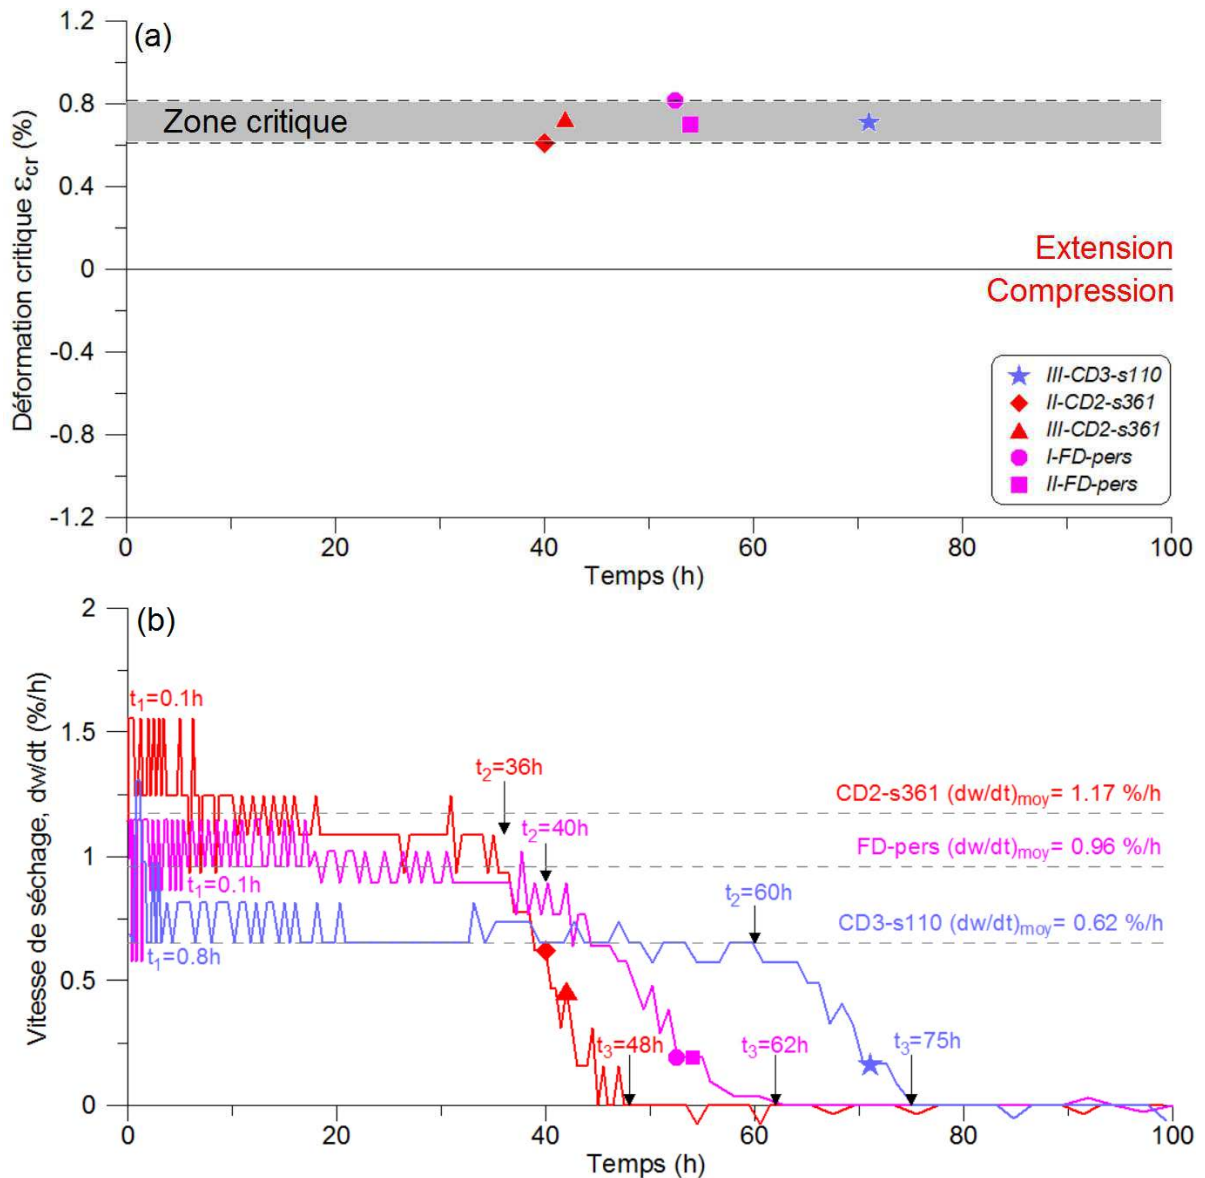 (a)
Déformation critique εcr (%)
1.2
0.8
0.4
0
-0.4
-0.8
-1.2
Zone critique
Extension
Compression
III-CD3-s110
II-CD2-s361
III-CD2-s361
I-FD-pers
II-FD-pers
0 20 40 60 80 100
Temps (h)
(b)
Vitesse de séchage, dw/dt (%/h)
2
1.5
1
0.5
0
t1=0.1h
t2=36h
CD2-s361 (dw/dt)moy= 1.17 %/h
t2=40h
FD-pers (dw/dt)moy= 0.96 %/h
t1=0.1h
t2=60h
CD3-s110 (dw/dt)moy= 0.62 %/h
t1=0.8h
t3=48h
t3=62h
t3=75h
0 20 40 60 80 100
Temps (h)